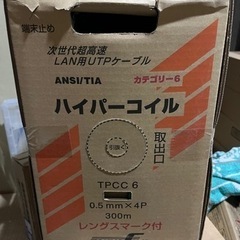 端末止め
次世代超高速
LAN用UTPケーブル
ANSI/TIA カテゴリー6
ハイパーコイル
取出口
TPCC 6
0.5mm×4P
300m
レングスマーク付